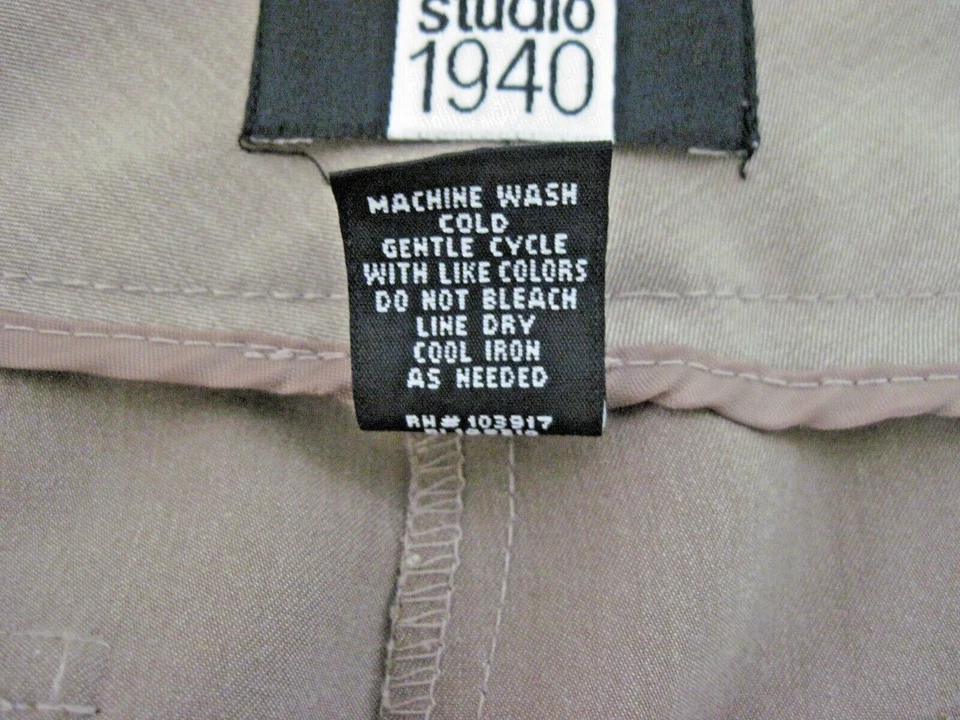 studio
1940
MACHINE WASH
COLD
GENTLE CYCLE
WITH LIKE COLORS
DO NOT BLEACH
LINE DRY
COOL IRON
AS NEEDED
RN# 103917